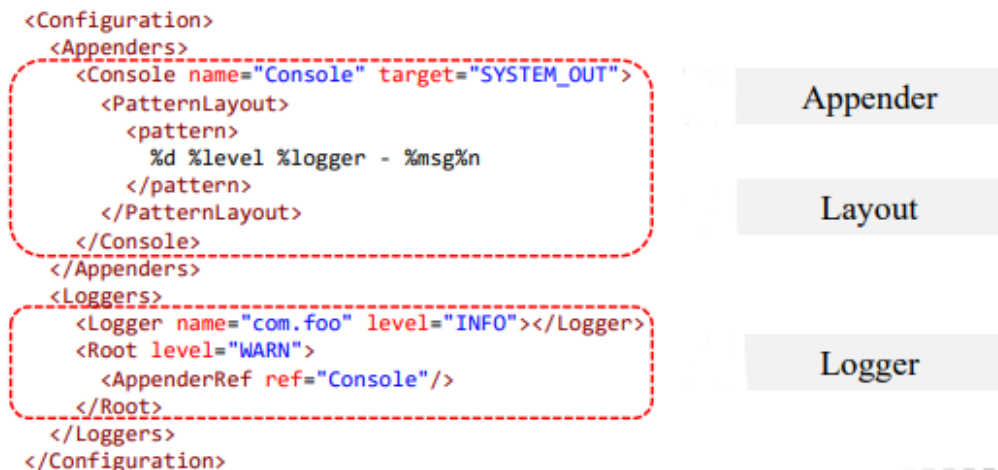 <Configuration>
<Appenders>
<Console name="Console" target="SYSTEM_OUT">
<PatternLayout>
<pattern>
%d %level %logger - %msg%n
</pattern>
</PatternLayout>
</Console>
</Appenders>
<Loggers>
<Logger name="com.foo" level="INFO"></Logger>
<Root level="WARN">
<AppenderRef ref="Console"/>
</Root>
</Loggers>
</Configuration>
Appender
Layout
Logger